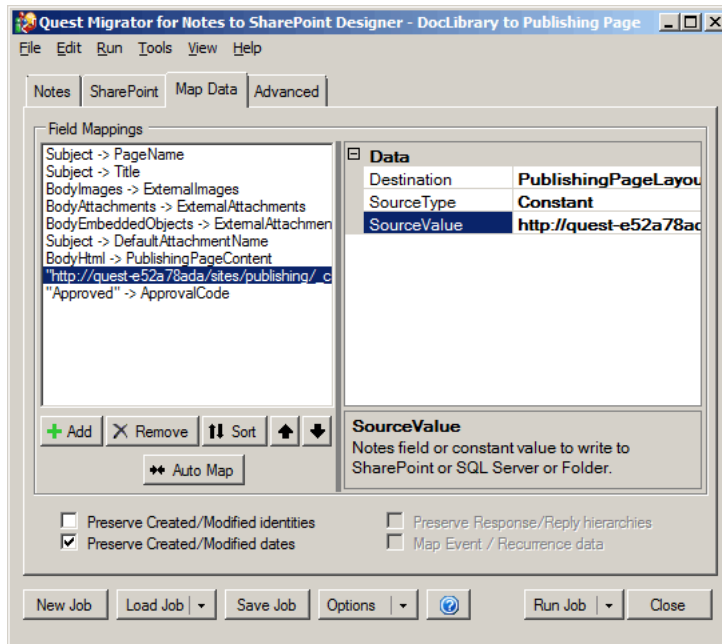 Quest Migrator for Notes to SharePoint Designer - DocLibrary to Publishing Page
File Edit Run Tools View Help
Notes SharePoint Map Data Advanced
Field Mappings
Subject -> PageName
Subject -> Title
BodyImages -> ExternalImages
BodyAttachments -> ExternalAttachments
BodyEmbeddedObjects -> ExternalAttachmen
Subject -> DefaultAttachmentName
BodyHtml -> PublishingPageContent
"http://quest-e52a78ada/sites/publishing/_c
"Approved" -> ApprovalCode
Data
Destination PublishingPageLayou
SourceType Constant
SourceValue http://quest-e52a78ad
Add Remove Sort
Auto Map
SourceValue
Notes field or constant value to write to
SharePoint or SQL Server or Folder.
Preserve Created/Modified identities
Preserve Created/Modified dates
Preserve Response/Reply hierarchies
Map Event / Recurrence data
New Job Load Job Save Job Options Run Job Close